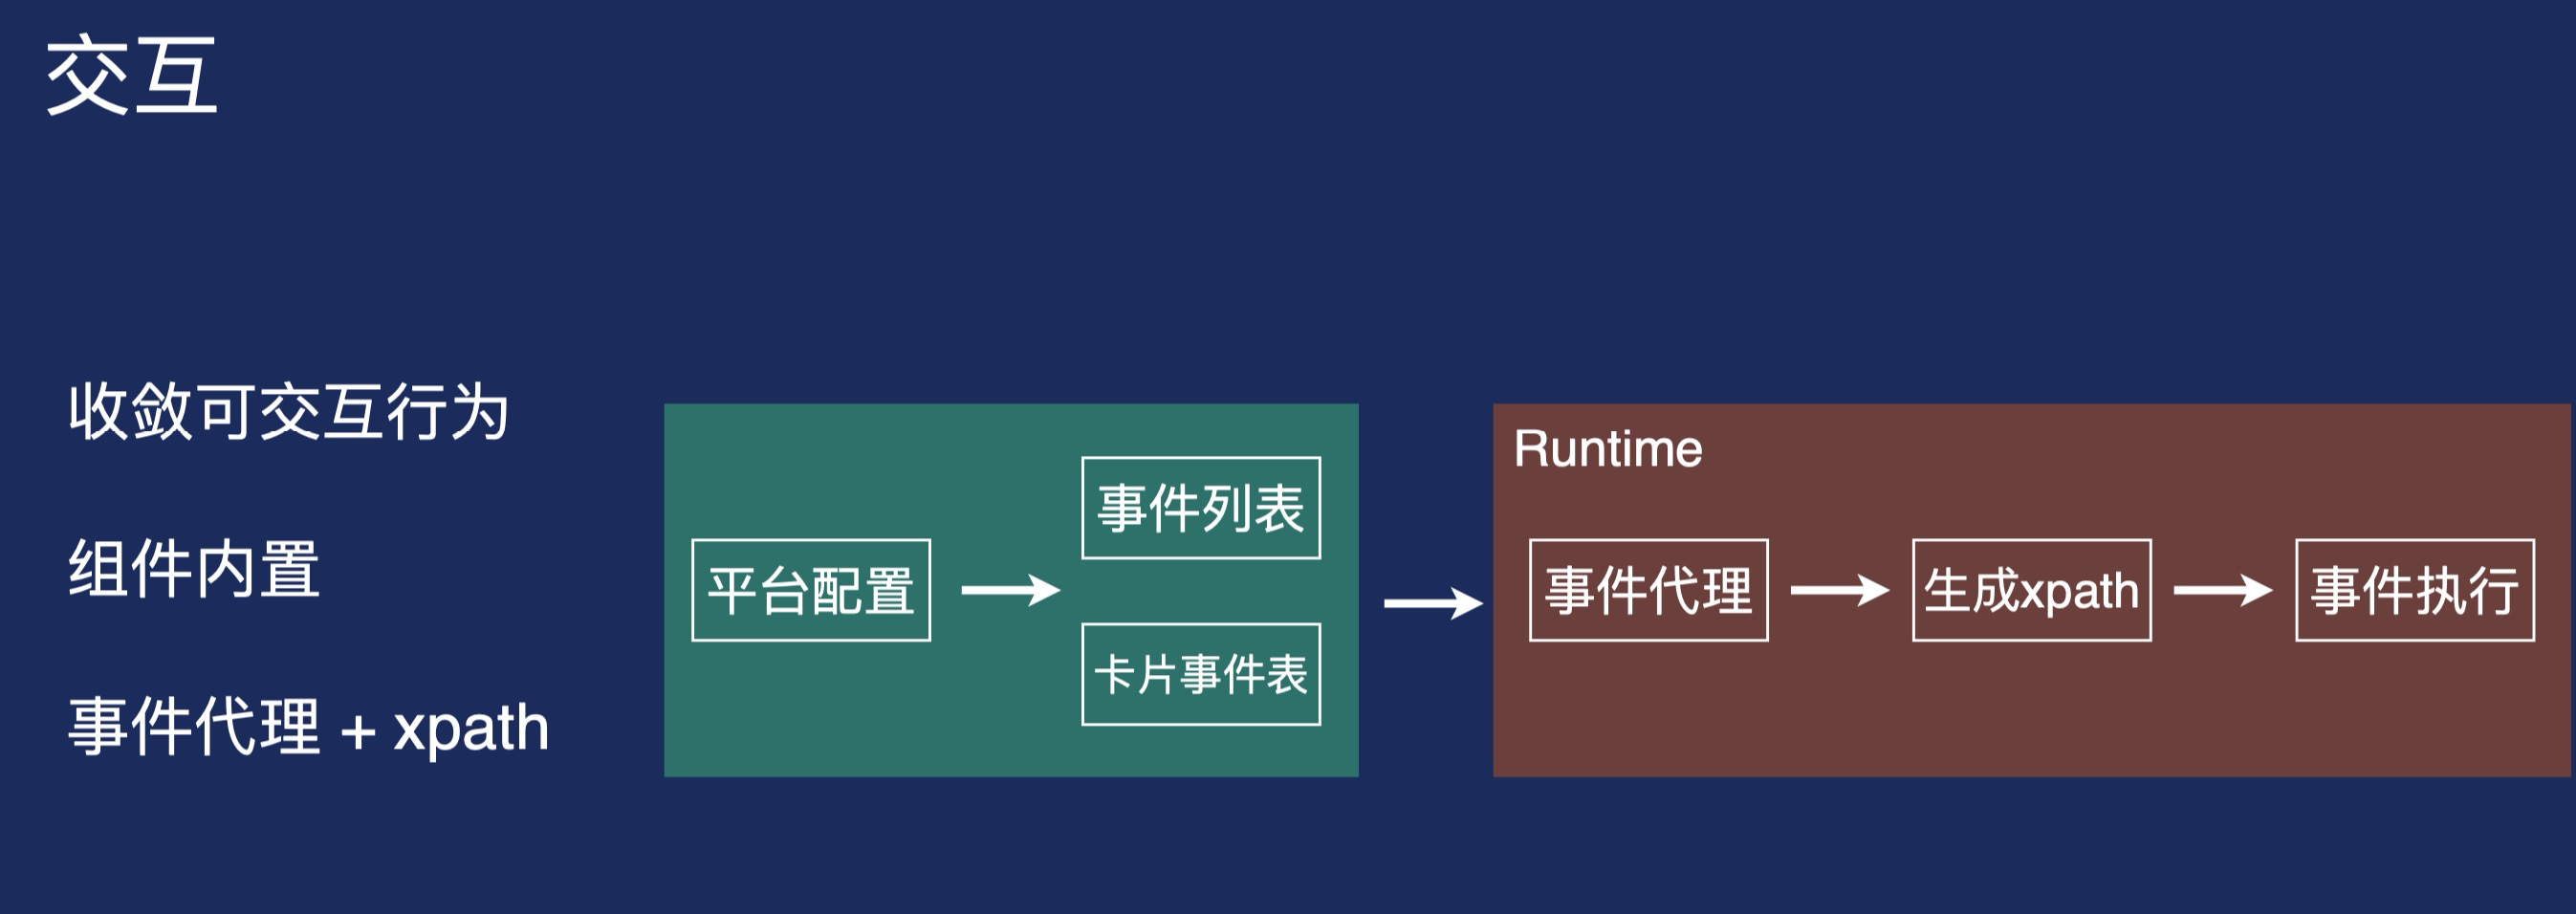 交互
收敛可交互行为
组件内置
事件代理 + xpath
平台配置
事件列表
卡片事件表
Runtime
事件代理
生成xpath
事件执行